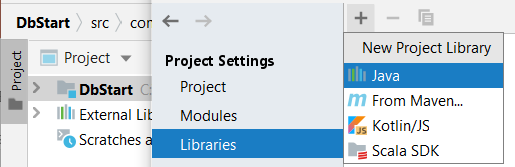 DbStart src
Project
Project
DbStart
External Lib
Scratches a
Project Settings
Project
Modules
Libraries
New Project Library
Java
From Maven...
Kotlin/JS
Scala SDK